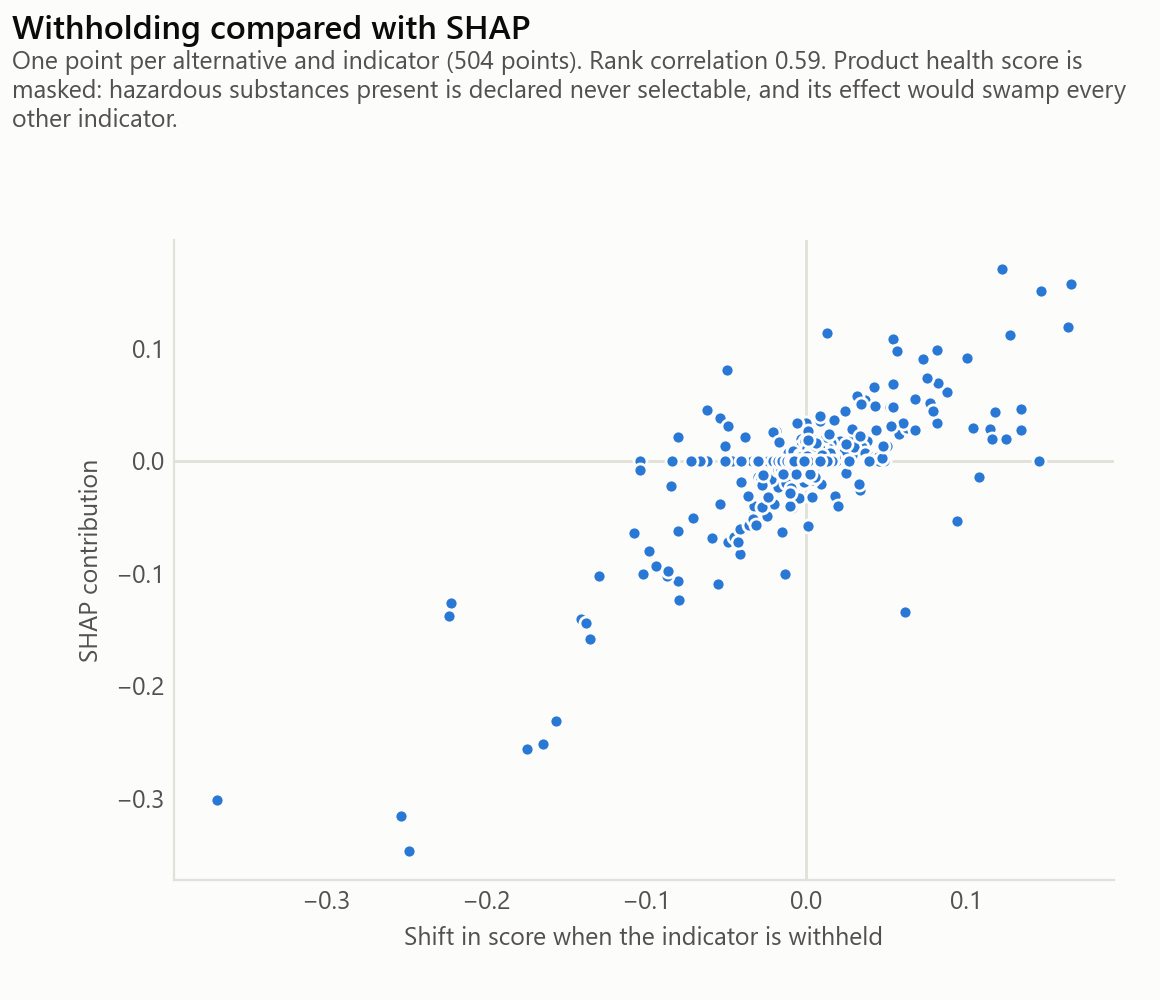 Withholding compared with SHAP
One point per alternative and indicator (504 points). Rank correlation 0.59. Product health score is
masked: hazardous substances present is declared never selectable, and its effect would swamp every
other indicator.
0.1
0.0
−0.1
−0.2
−0.3
SHAP contribution
−0.3
−0.2
−0.1
0.0
0.1
Shift in score when the indicator is withheld